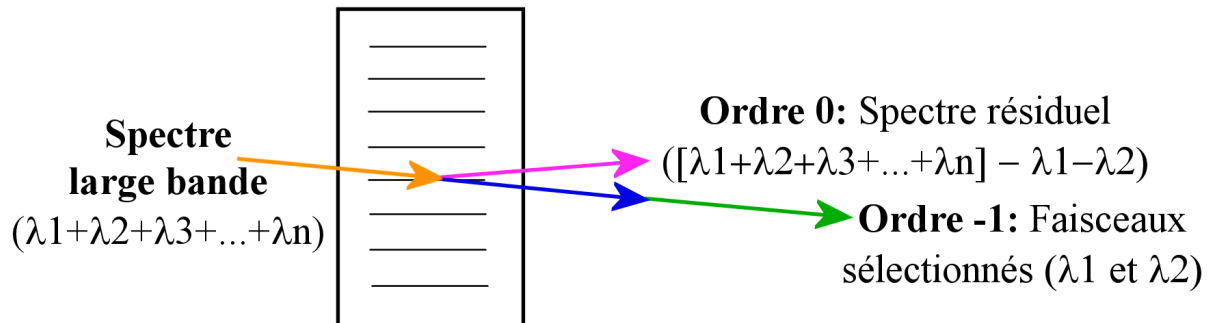 Spectre
large bande
(λ1+λ2+λ3+...+λn)
Ordre 0: Spectre résiduel
([λ1+λ2+λ3+...+λn] − λ1−λ2)
Ordre -1: Faisceaux
sélectionnés (λ1 et λ2)